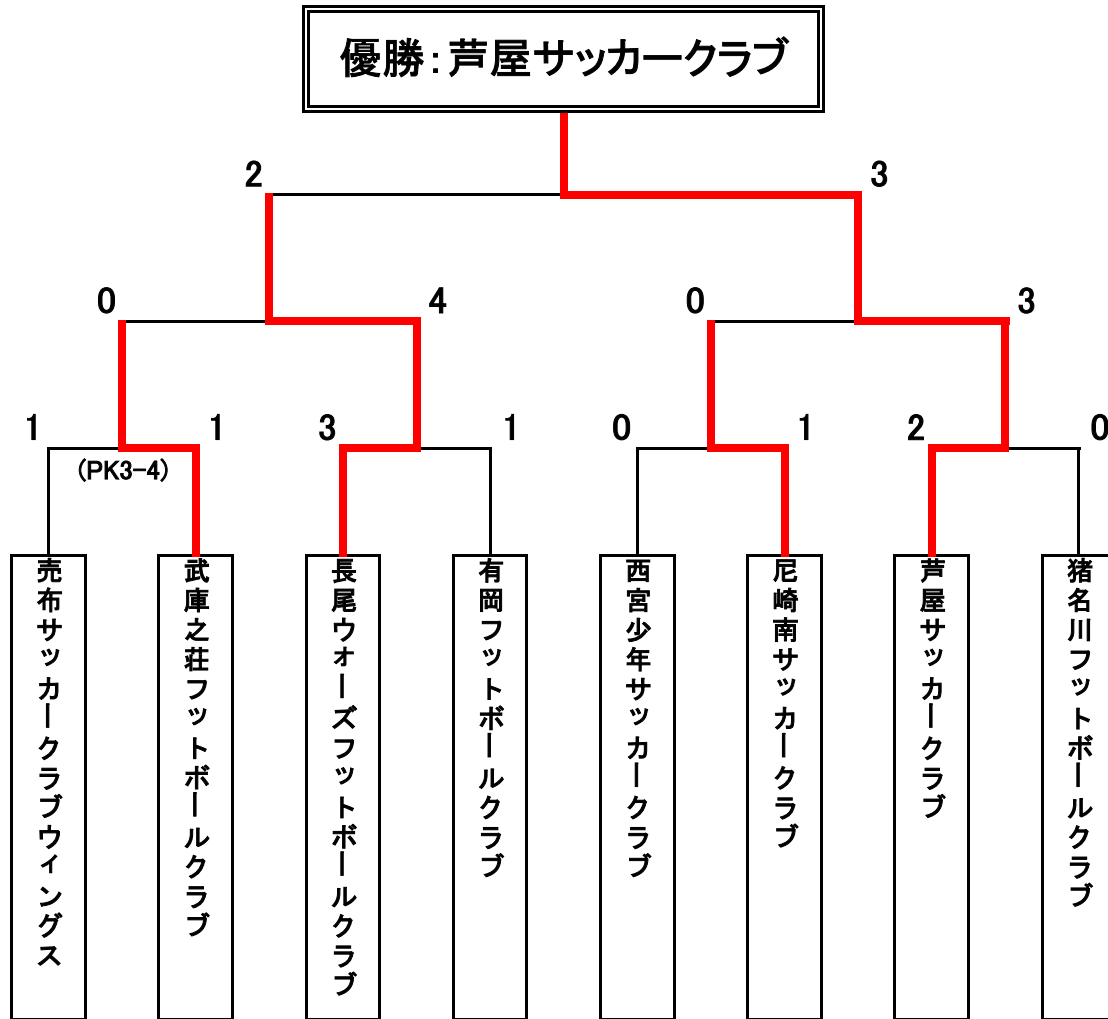 優勝：芦屋サッカークラブ
2
3
0
4
0
3
1
1
3
1
0
1
2
0
(PK3-4)
売布サッカークラブウィングス
武庫之荘フットボールクラブ
長尾ウオーズフットボールクラブ
有岡フットボールクラブ
西宮少年サッカークラブ
尼崎南サッカークラブ
芦屋サッカークラブ
猪名川フットボールクラブ